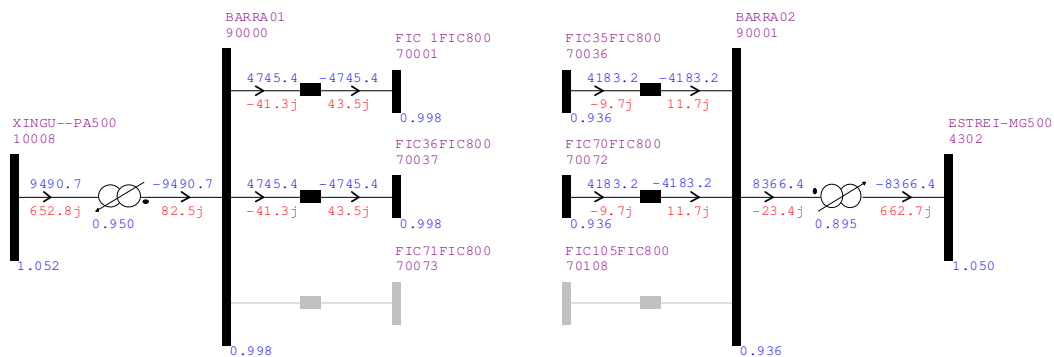 BARRA01
90000
BARRA02
90001
FIC 1FIC800
70001
FIC35FIC800
70036
4745.4
-4745.4
-41.3j
43.5j
0.998
4183.2
-4183.2
-9.7j
11.7j
0.936
XINGU--PA500
10008
ESTREI-MG500
4302
FIC36FIC800
70037
FIC70FIC800
70072
9490.7
-9490.7
652.8j
82.5j
0.950
1.052
4745.4
-4745.4
-41.3j
43.5j
0.998
4183.2
-4183.2
-9.7j
11.7j
0.936
8366.4
-8366.4
-23.4j
662.7j
0.895
1.050
FIC71FIC800
70073
FIC105FIC800
70108
0.998
0.936